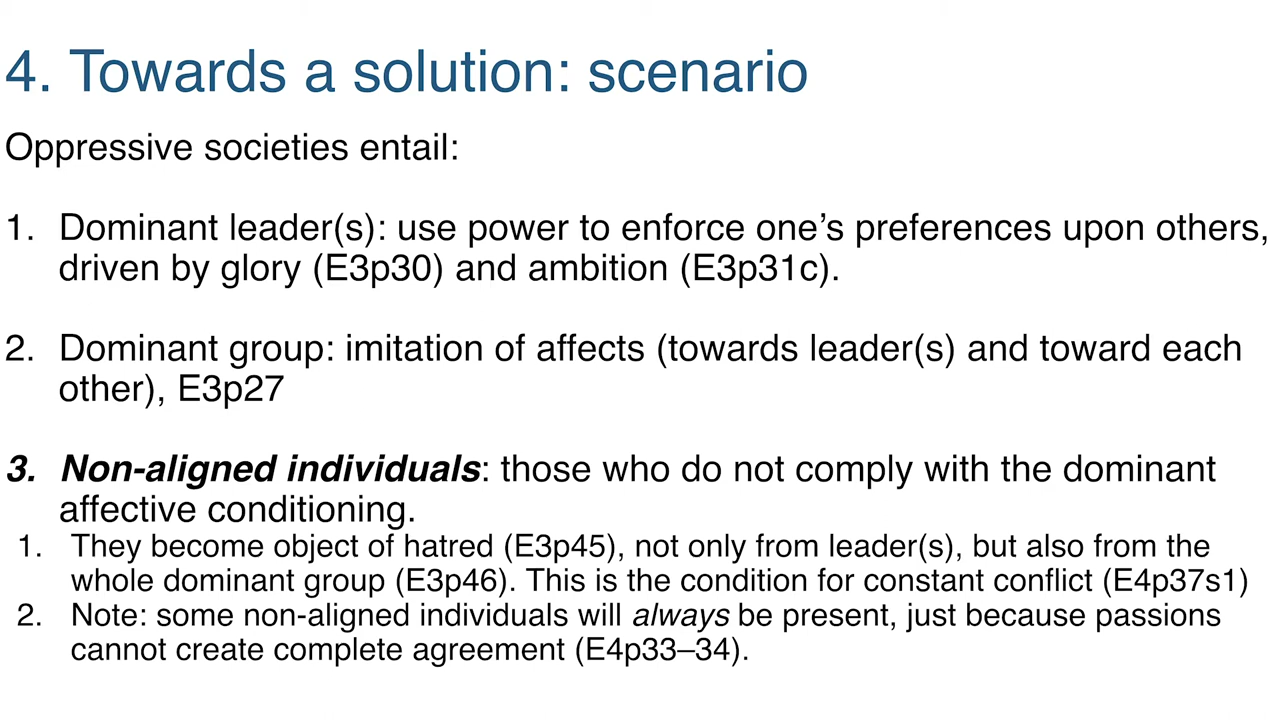 4. Towards a solution: scenario
Oppressive societies entail:
1. Dominant leader(s): use power to enforce one’s preferences upon others,
driven by glory (E3p30) and ambition (E3p31c).
2. Dominant group: imitation of affects (towards leader(s) and toward each
other), E3p27
3. Non-aligned individuals: those who do not comply with the dominant
affective conditioning.
1. They become object of hatred (E3p45), not only from leader(s), but also from the
whole dominant group (E3p46). This is the condition for constant conflict (E4p37s1)
2. Note: some non-aligned individuals will always be present, just because passions
cannot create complete agreement (E4p33–34).